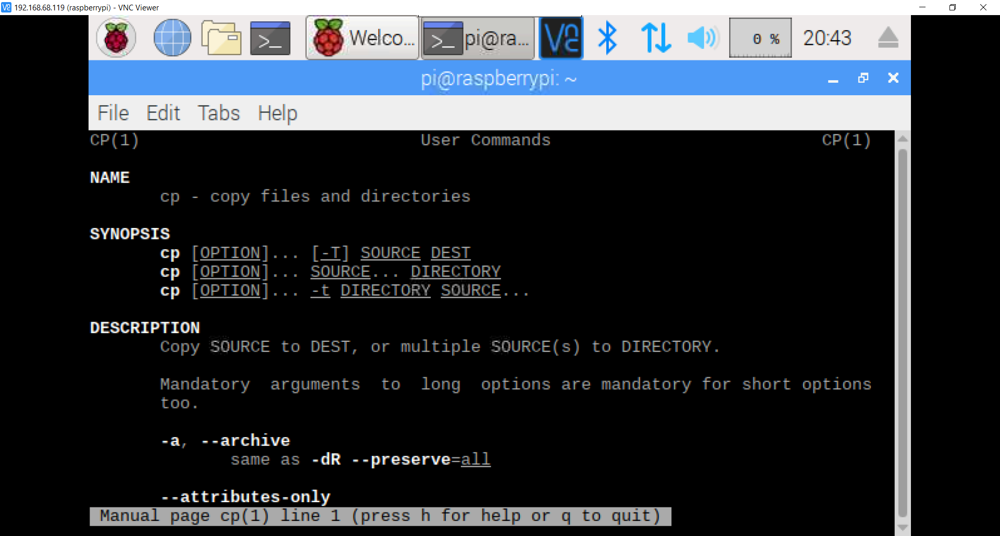 192.168.68.119 (raspberrypi) - VNC Viewer
Welco... pi@ra... 0 % 20:43
pi@raspberrypi: ~
File Edit Tabs Help
CP(1) User Commands CP(1)
NAME
cp - copy files and directories
SYNOPSIS
cp [OPTION]... [-T] SOURCE DEST
cp [OPTION]... SOURCE... DIRECTORY
cp [OPTION]... -t DIRECTORY SOURCE...
DESCRIPTION
Copy SOURCE to DEST, or multiple SOURCE(s) to DIRECTORY.
Mandatory arguments to long options are mandatory for short options
too.
-a, --archive
same as -dR --preserve=all
--attributes-only
Manual page cp(1) line 1 (press h for help or q to quit)